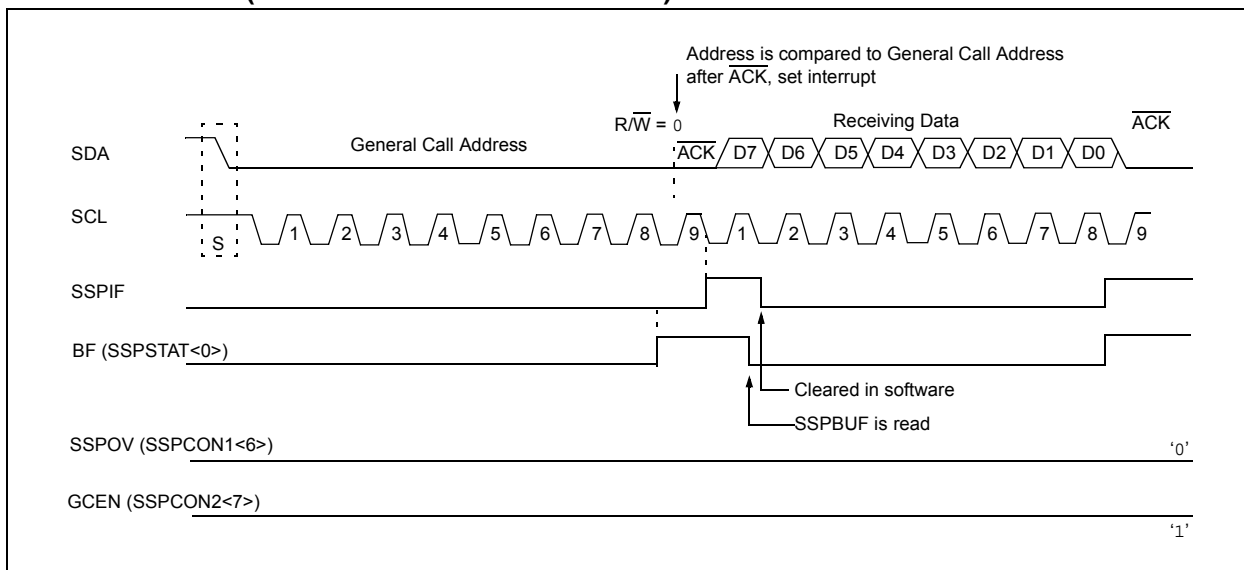 Address is compared to General Call Address
after ACK, set interrupt
R/W = 0
Receiving Data
ACK
SDA
General Call Address
ACK D7 D6 D5 D4 D3 D2 D1 D0
SCL
S
1 2 3 4 5 6 7 8 9 1 2 3 4 5 6 7 8 9
SSPIF
BF (SSPSTAT<0>)
Cleared in software
SSPBUF is read
SSPOV (SSPCON1<6>)
‘0’
GCEN (SSPCON2<7>)
‘1’